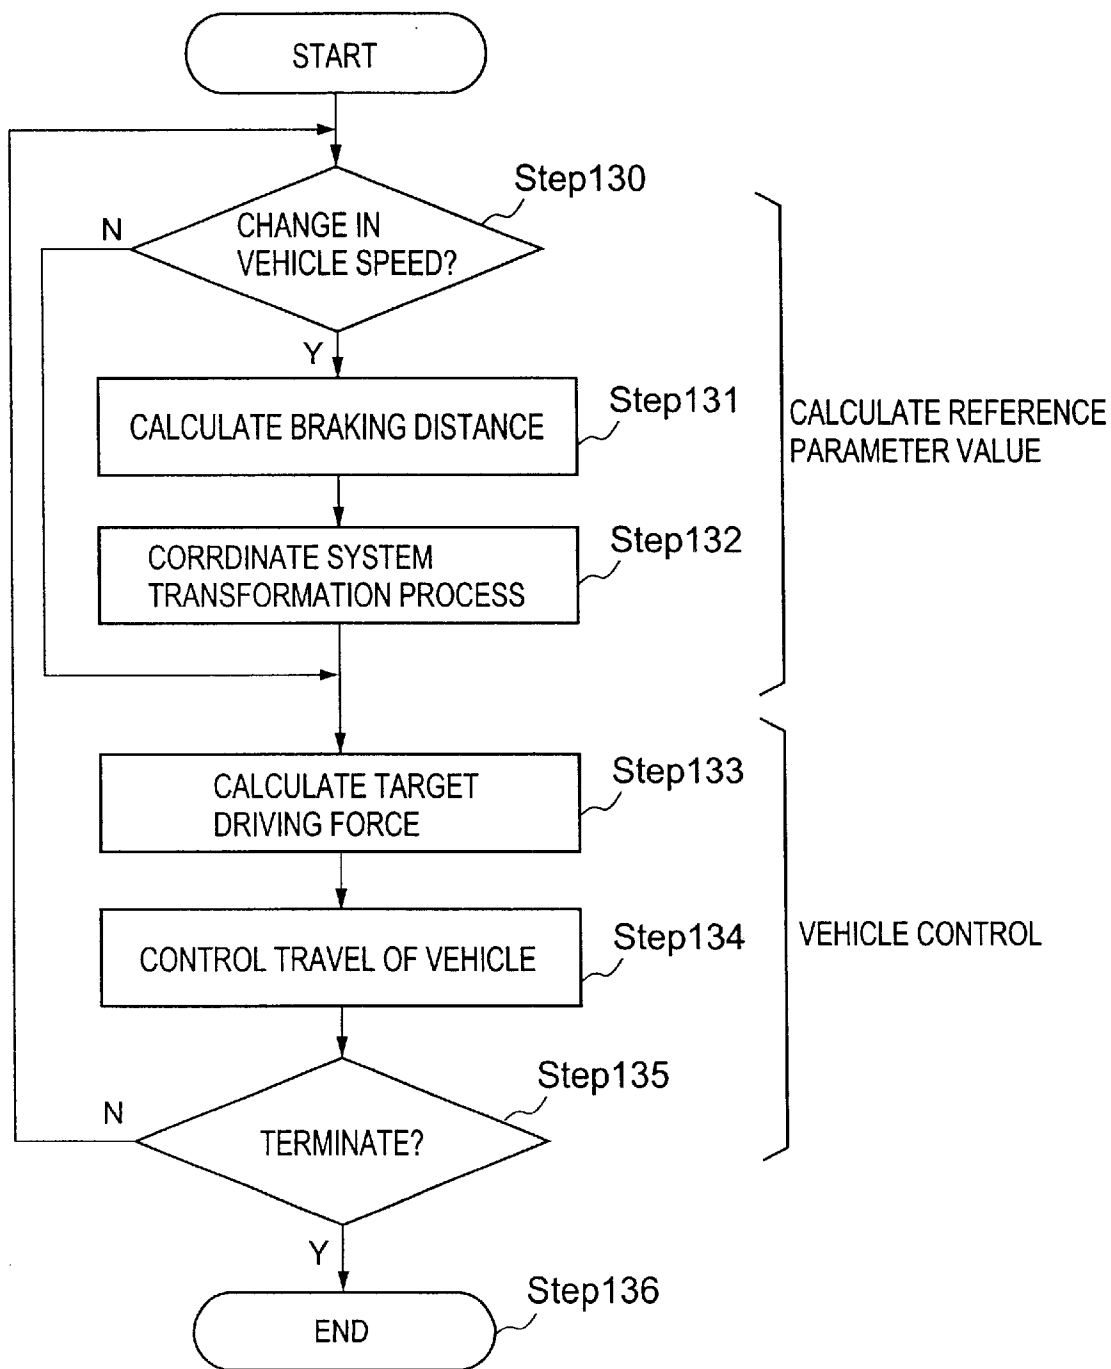 START
Step130
N
CHANGE IN
VEHICLE SPEED?
Y
Step131
CALCULATE BRAKING DISTANCE
CALCULATE REFERENCE
PARAMETER VALUE
Step132
CORRDINATE SYSTEM
TRANSFORMATION PROCESS
Step133
CALCULATE TARGET
DRIVING FORCE
Step134
CONTROL TRAVEL OF VEHICLE
VEHICLE CONTROL
Step135
N
TERMINATE?
Y
Step136
END